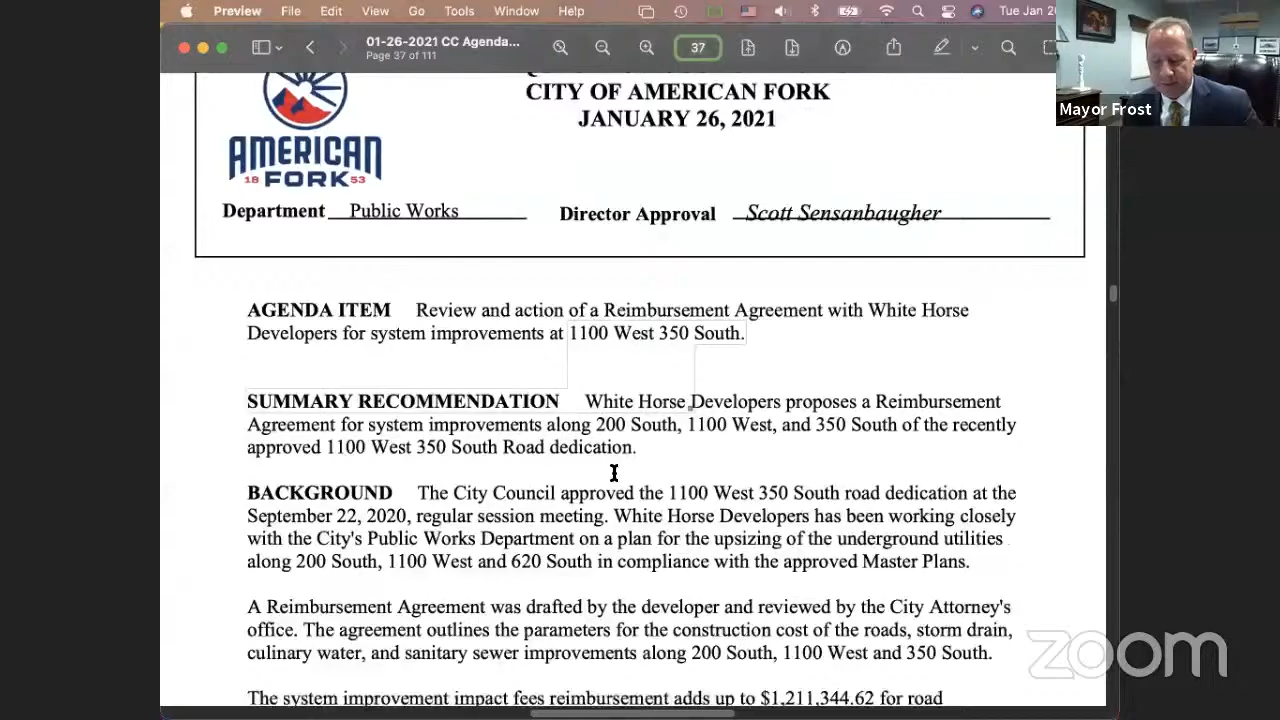 Preview File Edit View Go Tools Window Help Tue Jan 20
01-26-2021 CC Agenda...
Page 37 of 111
37
Mayor Frost
CITY OF AMERICAN FORK
JANUARY 26, 2021
AMERICAN
18 FORK 53
Department Public Works Director Approval Scott Sensanbaugher
AGENDA ITEM Review and action of a Reimbursement Agreement with White Horse
Developers for system improvements at 1100 West 350 South.
SUMMARY RECOMMENDATION White Horse Developers proposes a Reimbursement
Agreement for system improvements along 200 South, 1100 West, and 350 South of the recently
approved 1100 West 350 South Road dedication.
BACKGROUND The City Council approved the 1100 West 350 South road dedication at the
September 22, 2020, regular session meeting. White Horse Developers has been working closely
with the City's Public Works Department on a plan for the upsizing of the underground utilities
along 200 South, 1100 West and 620 South in compliance with the approved Master Plans.
A Reimbursement Agreement was drafted by the developer and reviewed by the City Attorney's
office. The agreement outlines the parameters for the construction cost of the roads, storm drain,
culinary water, and sanitary sewer improvements along 200 South, 1100 West and 350 South.
The system improvement impact fees reimbursement adds up to $1,211,344.62 for road
zoom